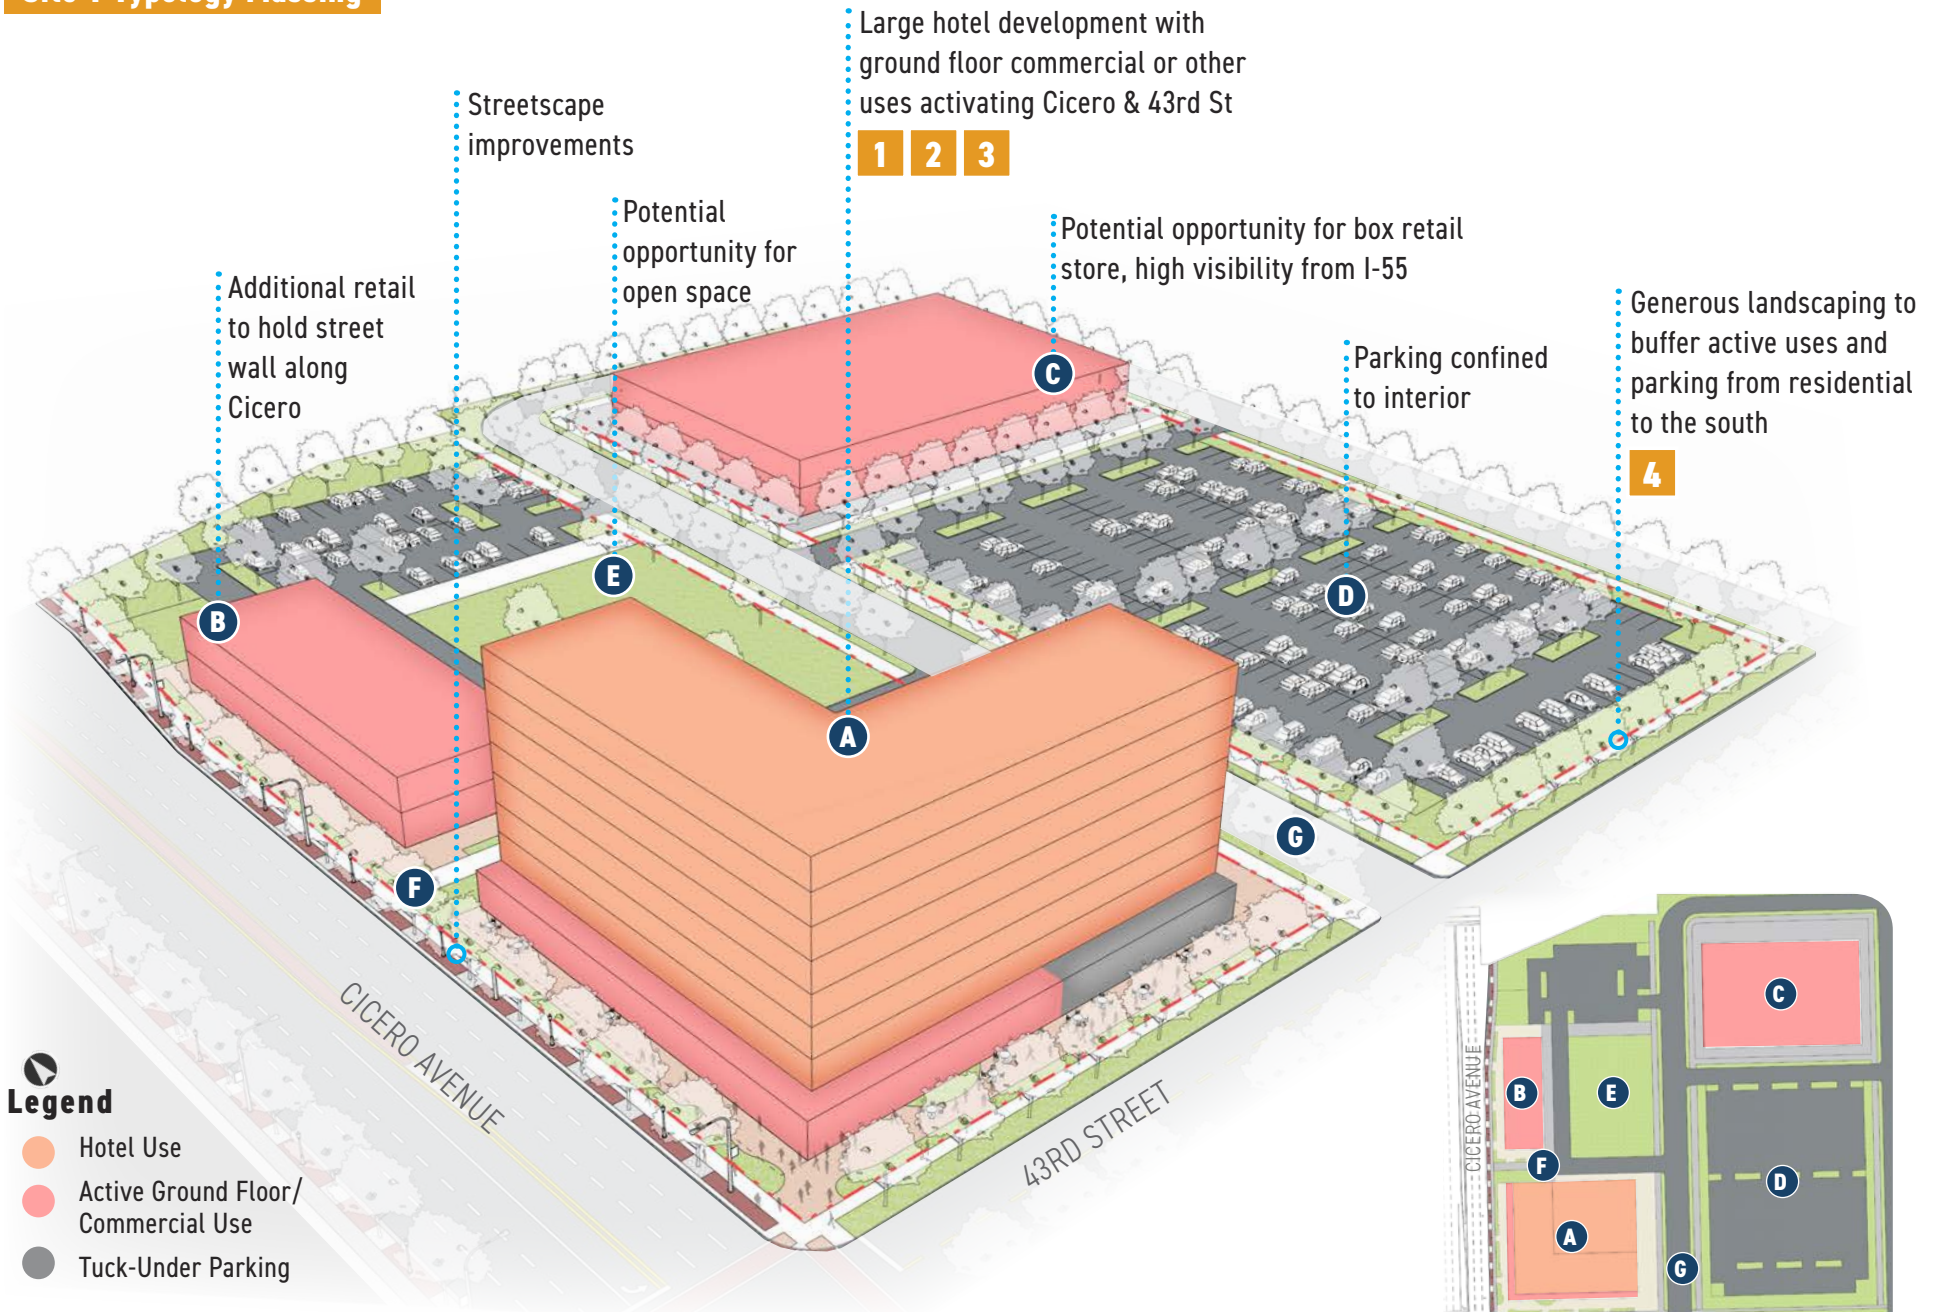 Site 1 Typology Massing
Large hotel development with
ground floor commercial or other
uses activating Cicero & 43rd St
1 2 3
Streetscape
improvements
Potential
opportunity for
open space
Potential opportunity for box retail
store, high visibility from I-55
Additional retail
to hold street
wall along
Cicero
Generous landscaping to
buffer active uses and
parking from residential
to the south
4
Parking confined
to interior
C
E
D
B
A
G
F
CICERO AVENUE
43RD STREET
Legend
Hotel Use
Active Ground Floor/
Commercial Use
Tuck-Under Parking
CICERO AVENUE
C
B
E
F
D
A
G